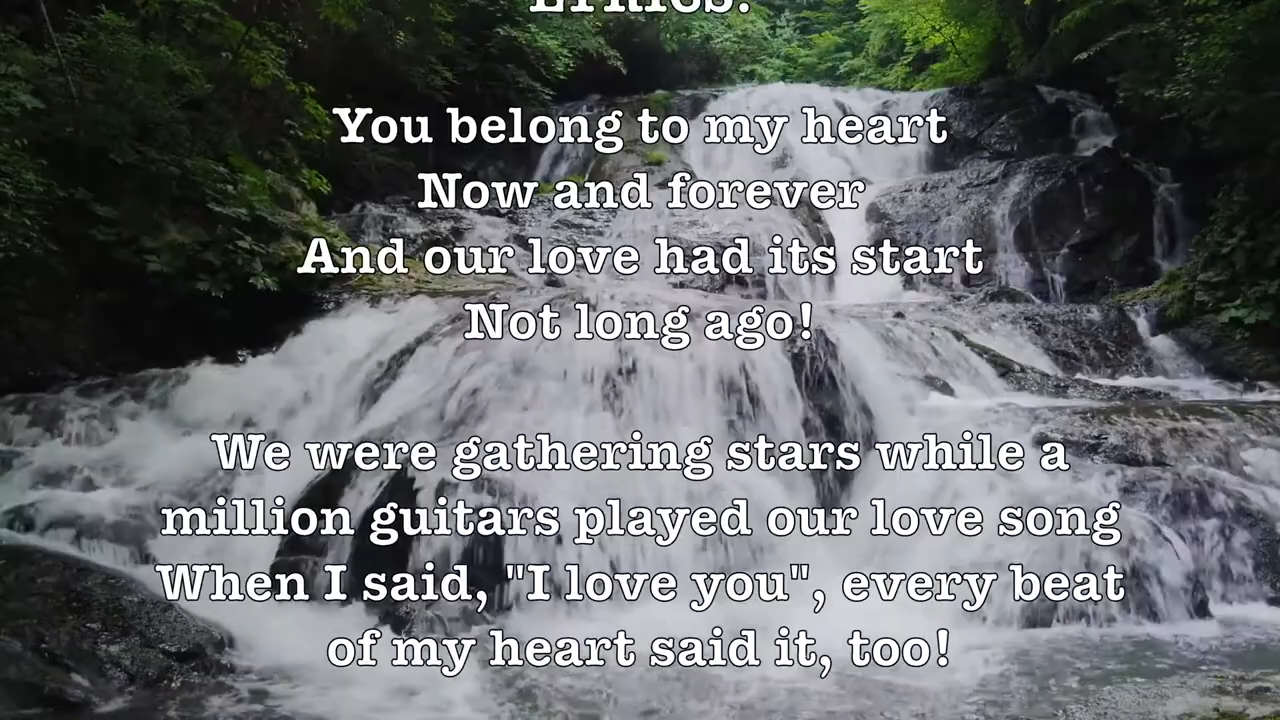 LYRICS:
You belong to my heart
Now and forever
And our love had its start
Not long ago!
We were gathering stars while a
million guitars played our love song
When I said, "I love you", every beat
of my heart said it, too!